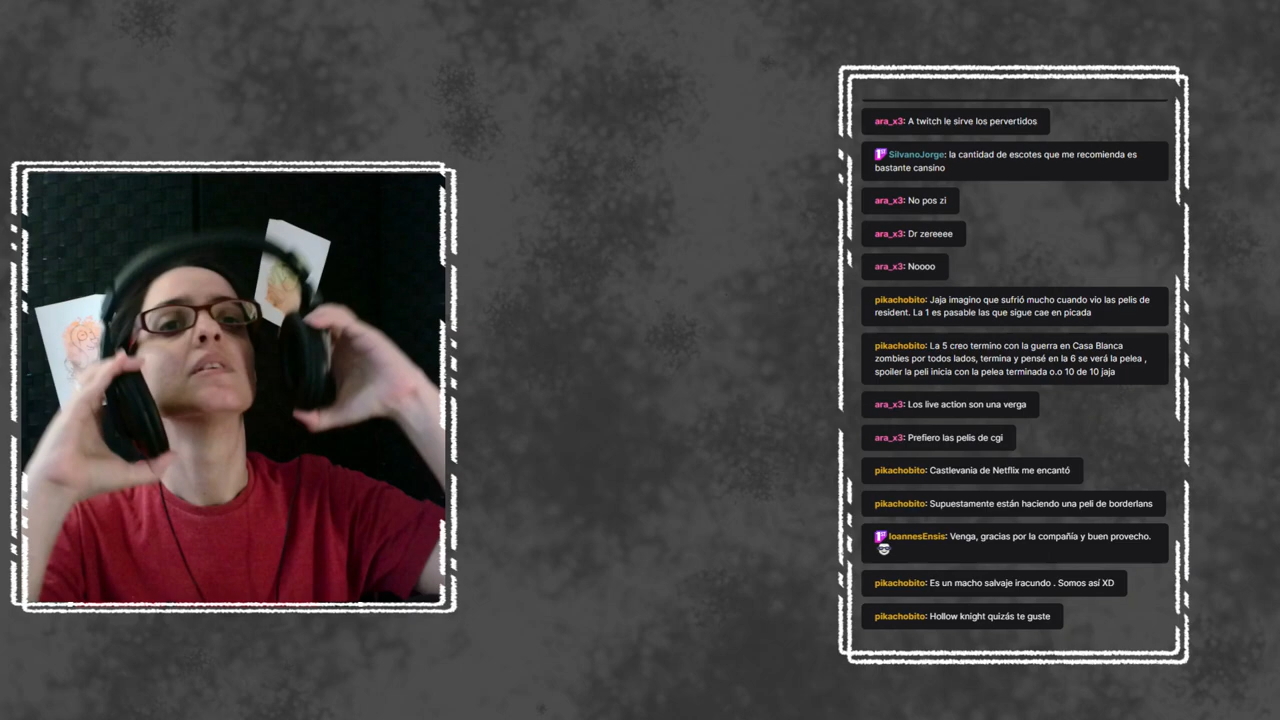 ara_x3: A twitch le sirve los pervertidos
SilvanoJorge: la cantidad de escotes que me recomienda es
bastante cansino
ara_x3: No pos zi
ara_x3: Dr zereeee
ara_x3: Noooo
pikachobito: Jaja imagino que sufrió mucho cuando vio las pelis de
resident. La 1 es pasable las que sigue cae en picada
pikachobito: La 5 creo termino con la guerra en Casa Blanca
zombies por todos lados, termina y pensé en la 6 se verá la pelea ,
spoiler la peli inicia con la pelea terminada o.o 10 de 10 jaja
ara_x3: Los live action son una verga
ara_x3: Prefiero las pelis de cgi
pikachobito: Castlevania de Netflix me encantó
pikachobito: Supuestamente están haciendo una peli de borderlans
IoannesEnsis: Venga, gracias por la compañía y buen provecho.
pikachobito: Es un macho salvaje iracundo . Somos así XD
pikachobito: Hollow knight quizás te guste